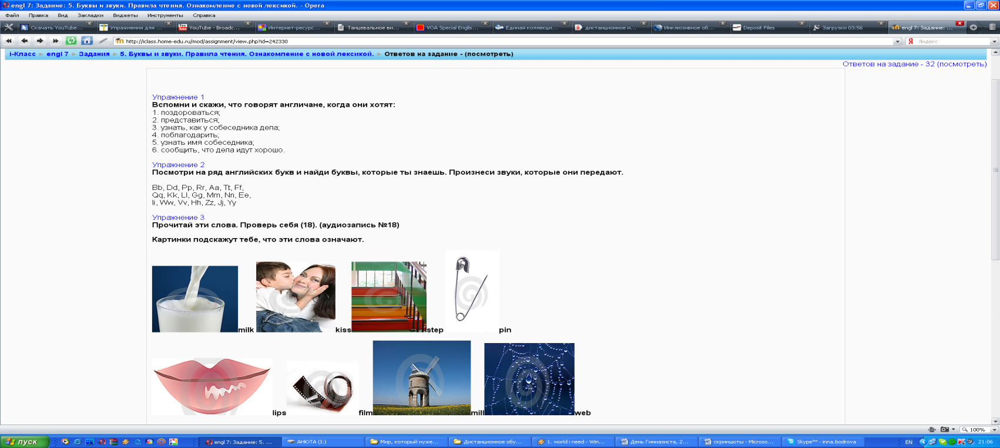 engl 7: Задание: 5. Буквы и звуки. Правила чтения. Ознакомление с новой лексикой. - Opera
Файл Правка Вид Закладки Виджеты Инструменты Справка
Скачать YouTube... Упражнения для ... YouTube - Broadc... Интернет-ресурс... Танцевальное ви... VOA Special Englis... Единая коллекци... дистанционное и... Инклюзивное об... Deposit Files Загрузки 03:56 engl 7: Задание: ...
http://iclass.home-edu.ru/mod/assignment/view.php?id=242330 Яндекс
i-Класс ► engl 7 ► Задания ► 5. Буквы и звуки. Правила чтения. Ознакомление с новой лексикой. ► Ответов на задание - (посмотреть)
Ответов на задание - 32 (посмотреть)
Упражнение 1
Вспомни и скажи, что говорят англичане, когда они хотят:
1. поздороваться;
2. представиться;
3. узнать, как у собеседника дела;
4. поблагодарить;
5. узнать имя собеседника;
6. сообщить, что дела идут хорошо.
Упражнение 2
Посмотри на ряд английских букв и найди буквы, которые ты знаешь. Произнеси звуки, которые они передают.
Bb, Dd, Pp, Rr, Aa, Tt, Ff,
Qq, Kk, Ll, Gg, Mm, Nn, Ee,
Ii, Ww, Vv, Hh, Zz, Jj, Yy
Упражнение 3
Прочитай эти слова. Проверь себя (18). (аудиозапись №18)
Картинки подскажут тебе, что эти слова означают.
milk kiss step pin
lips film mill web
100%
пуск engl 7: Задание: 5. ... АНЮТА (I:) Мир, который нуже... Дистанционное обу... 1. world i need - Win... День Гимназиста, 2... скриншоты - Microso... Skype™ - inna.bodrova EN 21:06